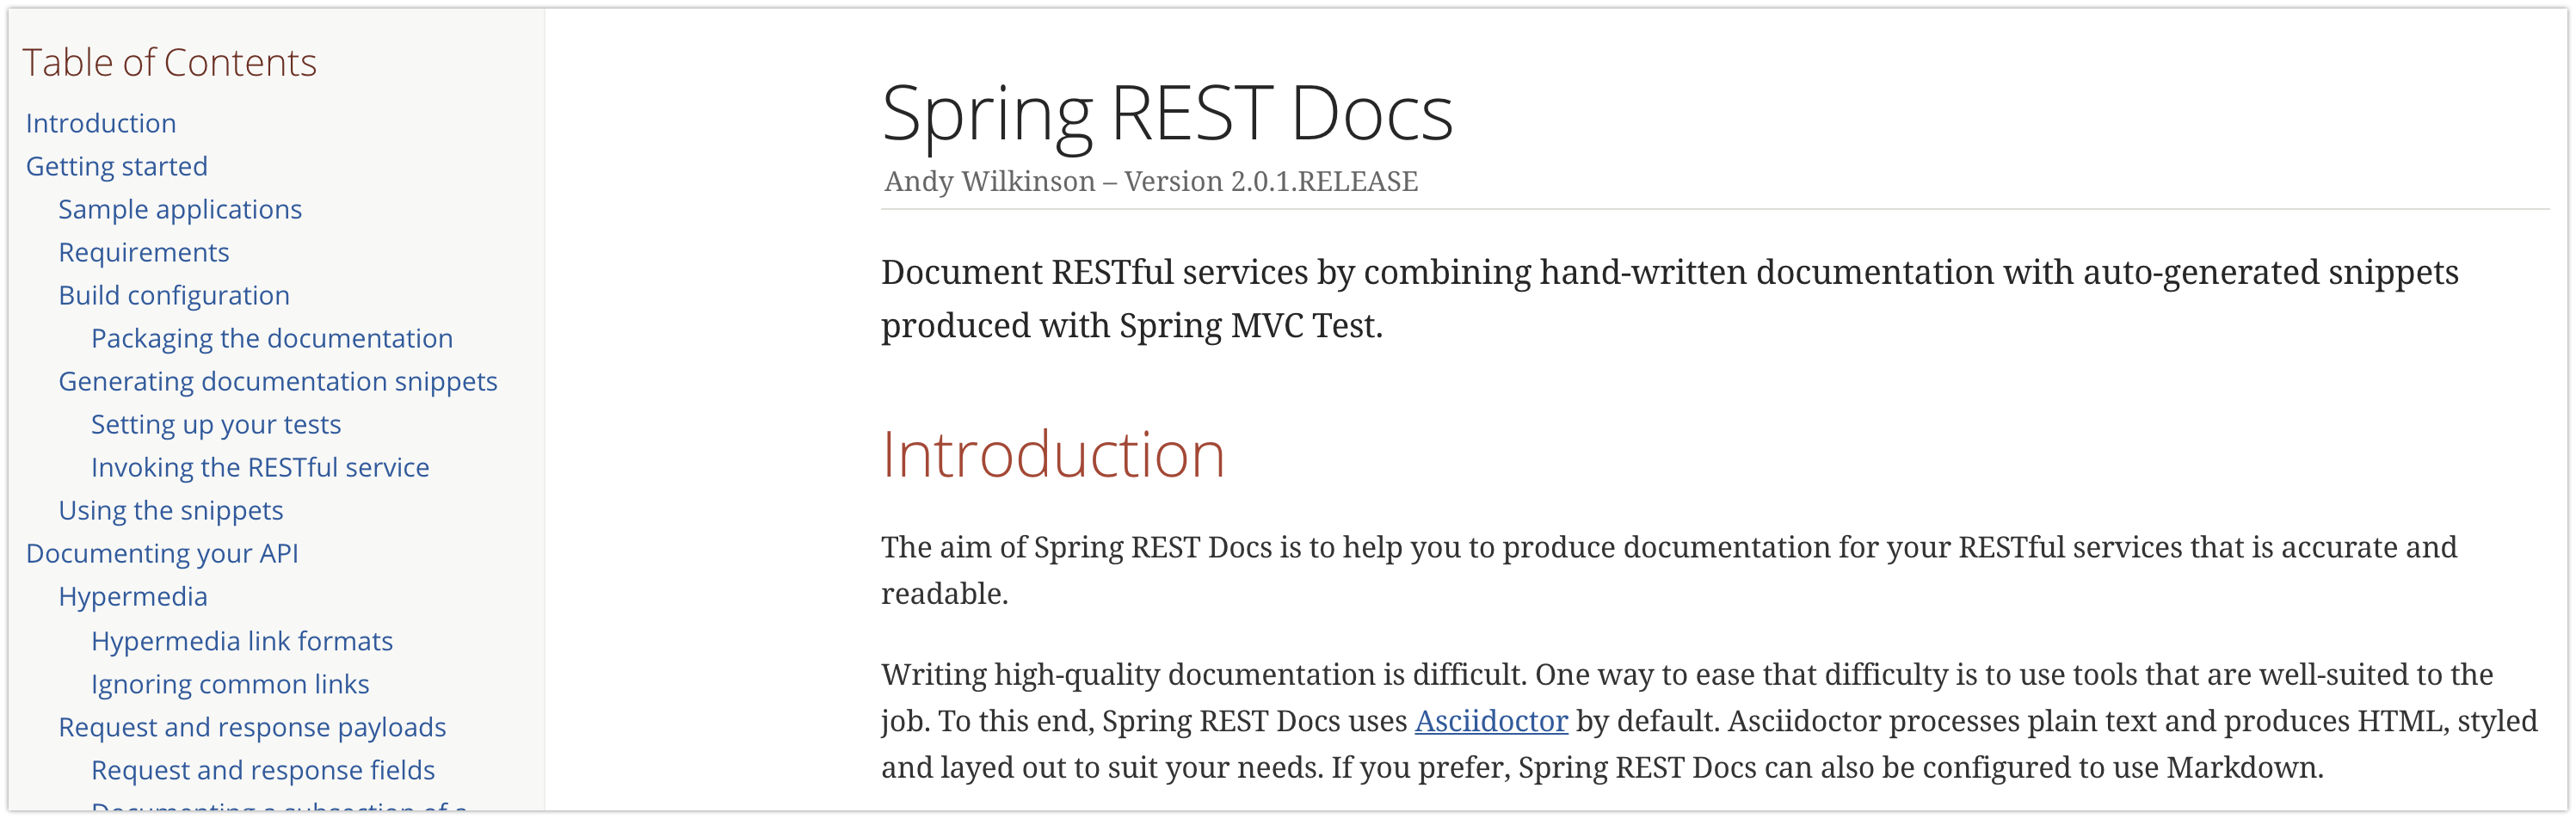 Table of Contents
Introduction
Getting started
Sample applications
Requirements
Build configuration
Packaging the documentation
Generating documentation snippets
Setting up your tests
Invoking the RESTful service
Using the snippets
Documenting your API
Hypermedia
Hypermedia link formats
Ignoring common links
Request and response payloads
Request and response fields
Documenting a subsection of a
Spring REST Docs
Andy Wilkinson – Version 2.0.1.RELEASE
Document RESTful services by combining hand-written documentation with auto-generated snippets
produced with Spring MVC Test.
Introduction
The aim of Spring REST Docs is to help you to produce documentation for your RESTful services that is accurate and
readable.
Writing high-quality documentation is difficult. One way to ease that difficulty is to use tools that are well-suited to the
job. To this end, Spring REST Docs uses Asciidoctor by default. Asciidoctor processes plain text and produces HTML, styled
and layed out to suit your needs. If you prefer, Spring REST Docs can also be configured to use Markdown.